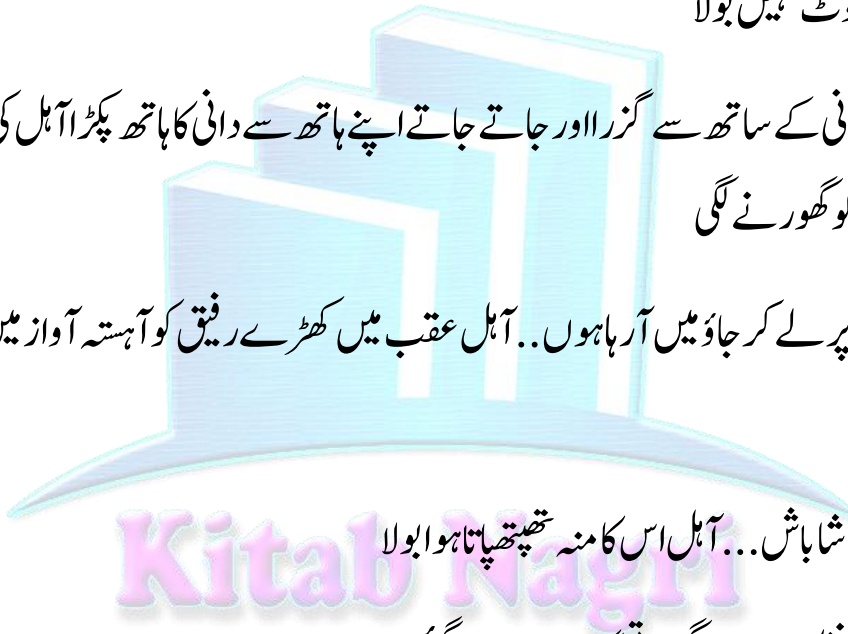 نہیں بولا
کے ساتھ سے گزرا اور جاتے جاتے اپنے ہاتھ سے دانی کا ہاتھ پکڑا آہل کی
گھورنے لگی
پر لے کر جاؤ میں آرہا ہوں..آہل عقب میں کھڑے رفیق کو آہستہ آواز میں
شاباش...آہل اس کا منہ تھپتھپاتا ہوا بولا
Kitab Nagri